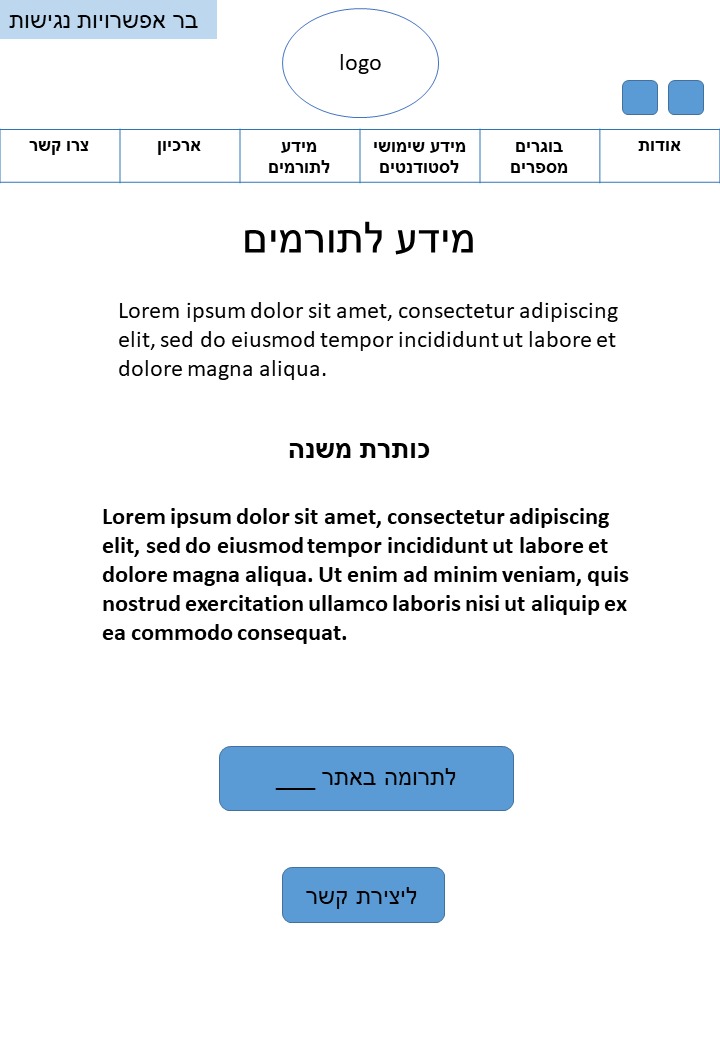 בר אפשרויות נגישות
logo
אודות
בוגרים
מספרים
מידע שימושי
לסטודנטים
מידע
לתורמים
ארכיון
צרו קשר
מידע לתורמים
Lorem ipsum dolor sit amet, consectetur adipiscing
elit, sed do eiusmod tempor incididunt ut labore et
dolore magna aliqua.
כותרת משנה
Lorem ipsum dolor sit amet, consectetur adipiscing
elit, sed do eiusmod tempor incididunt ut labore et
dolore magna aliqua. Ut enim ad minim veniam, quis
nostrud exercitation ullamco laboris nisi ut aliquip ex
ea commodo consequat.
לתרומה באתר ___
ליצירת קשר